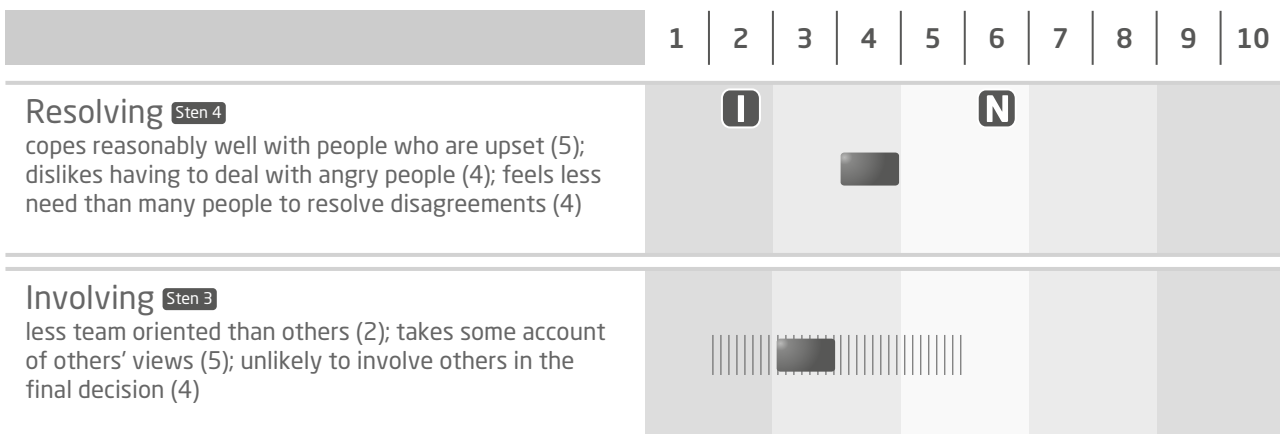 1 2 3 4 5 6 7 8 9 10
Resolving Sten 4
I N
copes reasonably well with people who are upset (5);
dislikes having to deal with angry people (4); feels less
need than many people to resolve disagreements (4)
Involving Sten 3
less team oriented than others (2); takes some account
of others’ views (5); unlikely to involve others in the
final decision (4)